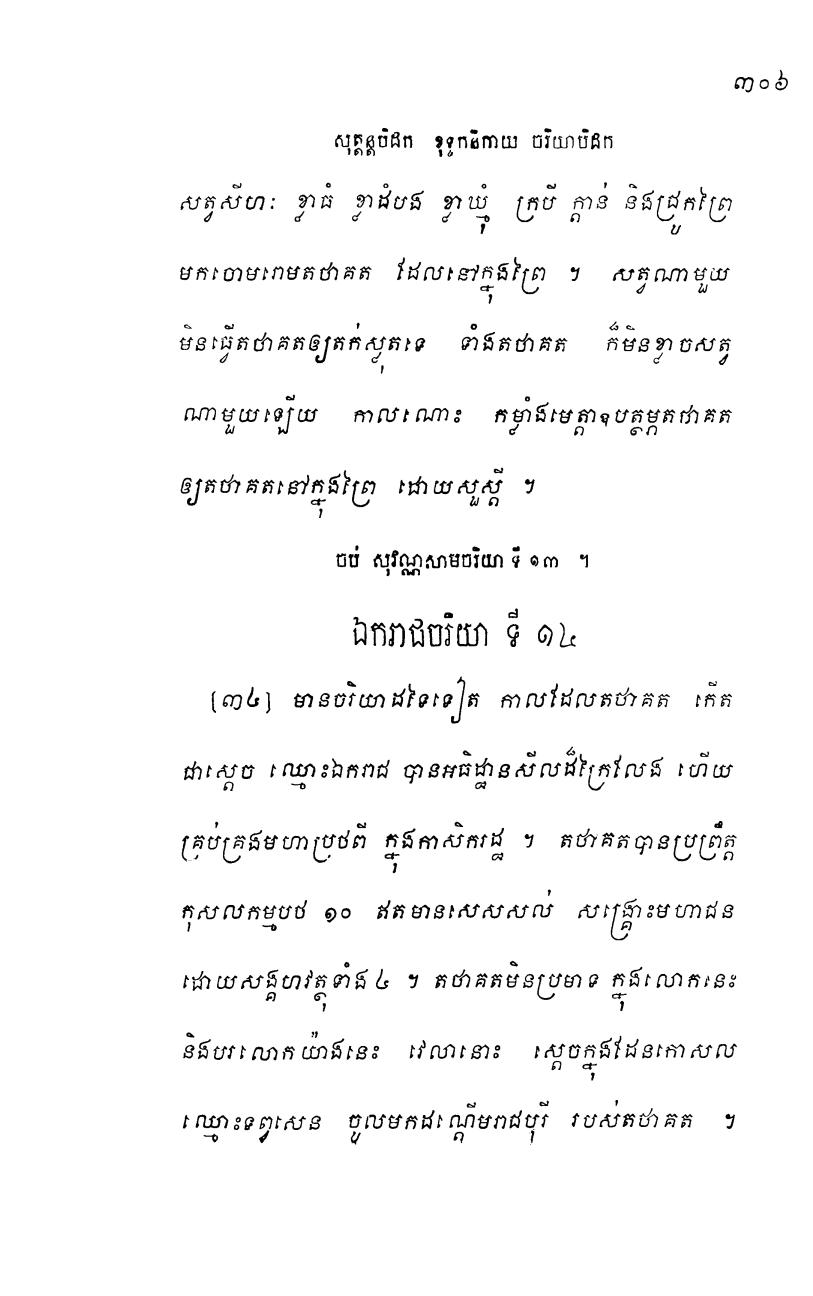 ៣០៦
សុត្តន្តបិដក ខុទ្ទកនិកាយ ចរិយាបិដក
សត្វសីហៈ ខ្លាធំ ខ្លាដំបង ខ្លាឃ្មុំ ក្របី ក្តាន់ និងជ្រូកព្រៃ
មកចោមរោមតថាគត ដែលនៅក្នុងព្រៃ ។ សត្វណាមួយ
មិនធ្វើតថាគតឲ្យតក់ស្លុតទេ ទាំងតថាគត ក៏មិនខ្លាចសត្វ
ណាមួយឡើយ កាលណោះ កម្លាំងមេត្តាឧបត្ថម្ភតថាគត
ឲ្យតថាគតនៅក្នុងព្រៃ ដោយសួស្តី ។
ចប់ សុវណ្ណសាមចរិយា ទី ១៣ ។
ឯករាជចរិយា ទី ១៤
[៣៤] មានចរិយាដទៃទៀត កាលដែលតថាគត កើត
ជាស្តេច ឈ្មោះឯករាជ បានអធិដ្ឋានសីលដ៏ក្រៃលែង ហើយ
គ្រប់គ្រងមហាប្រថពី ក្នុងកាសិករដ្ឋ ។ តថាគតបានប្រព្រឹត្ត
កុសលកម្មបថ ១០ ឥតមានសេសសល់ សង្គ្រោះមហាជន
ដោយសង្គហវត្ថុទាំង ៤ ។ តថាគតមិនប្រមាទ ក្នុងលោកនេះ
និងបរលោកយ៉ាងនេះ វេលានោះ ស្តេចក្នុងដែនកោសល
ឈ្មោះទព្វសេន ចូលមកដណ្តើមរាជបុរី របស់តថាគត ។